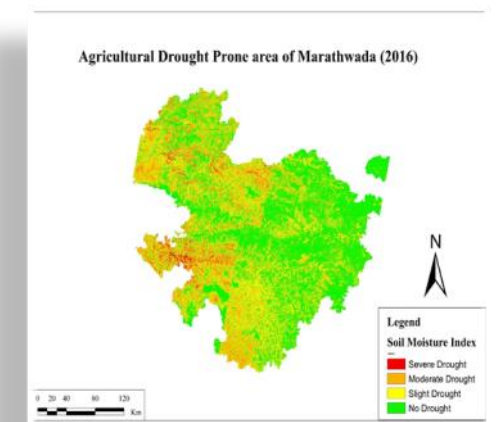 Agricultural Drought Prone area of Marathwada (2016)
N
Legend
Soil Moisture Index
Severe Drought
Moderate Drought
Slight Drought
No Drought
0 20 40 80 120
Km